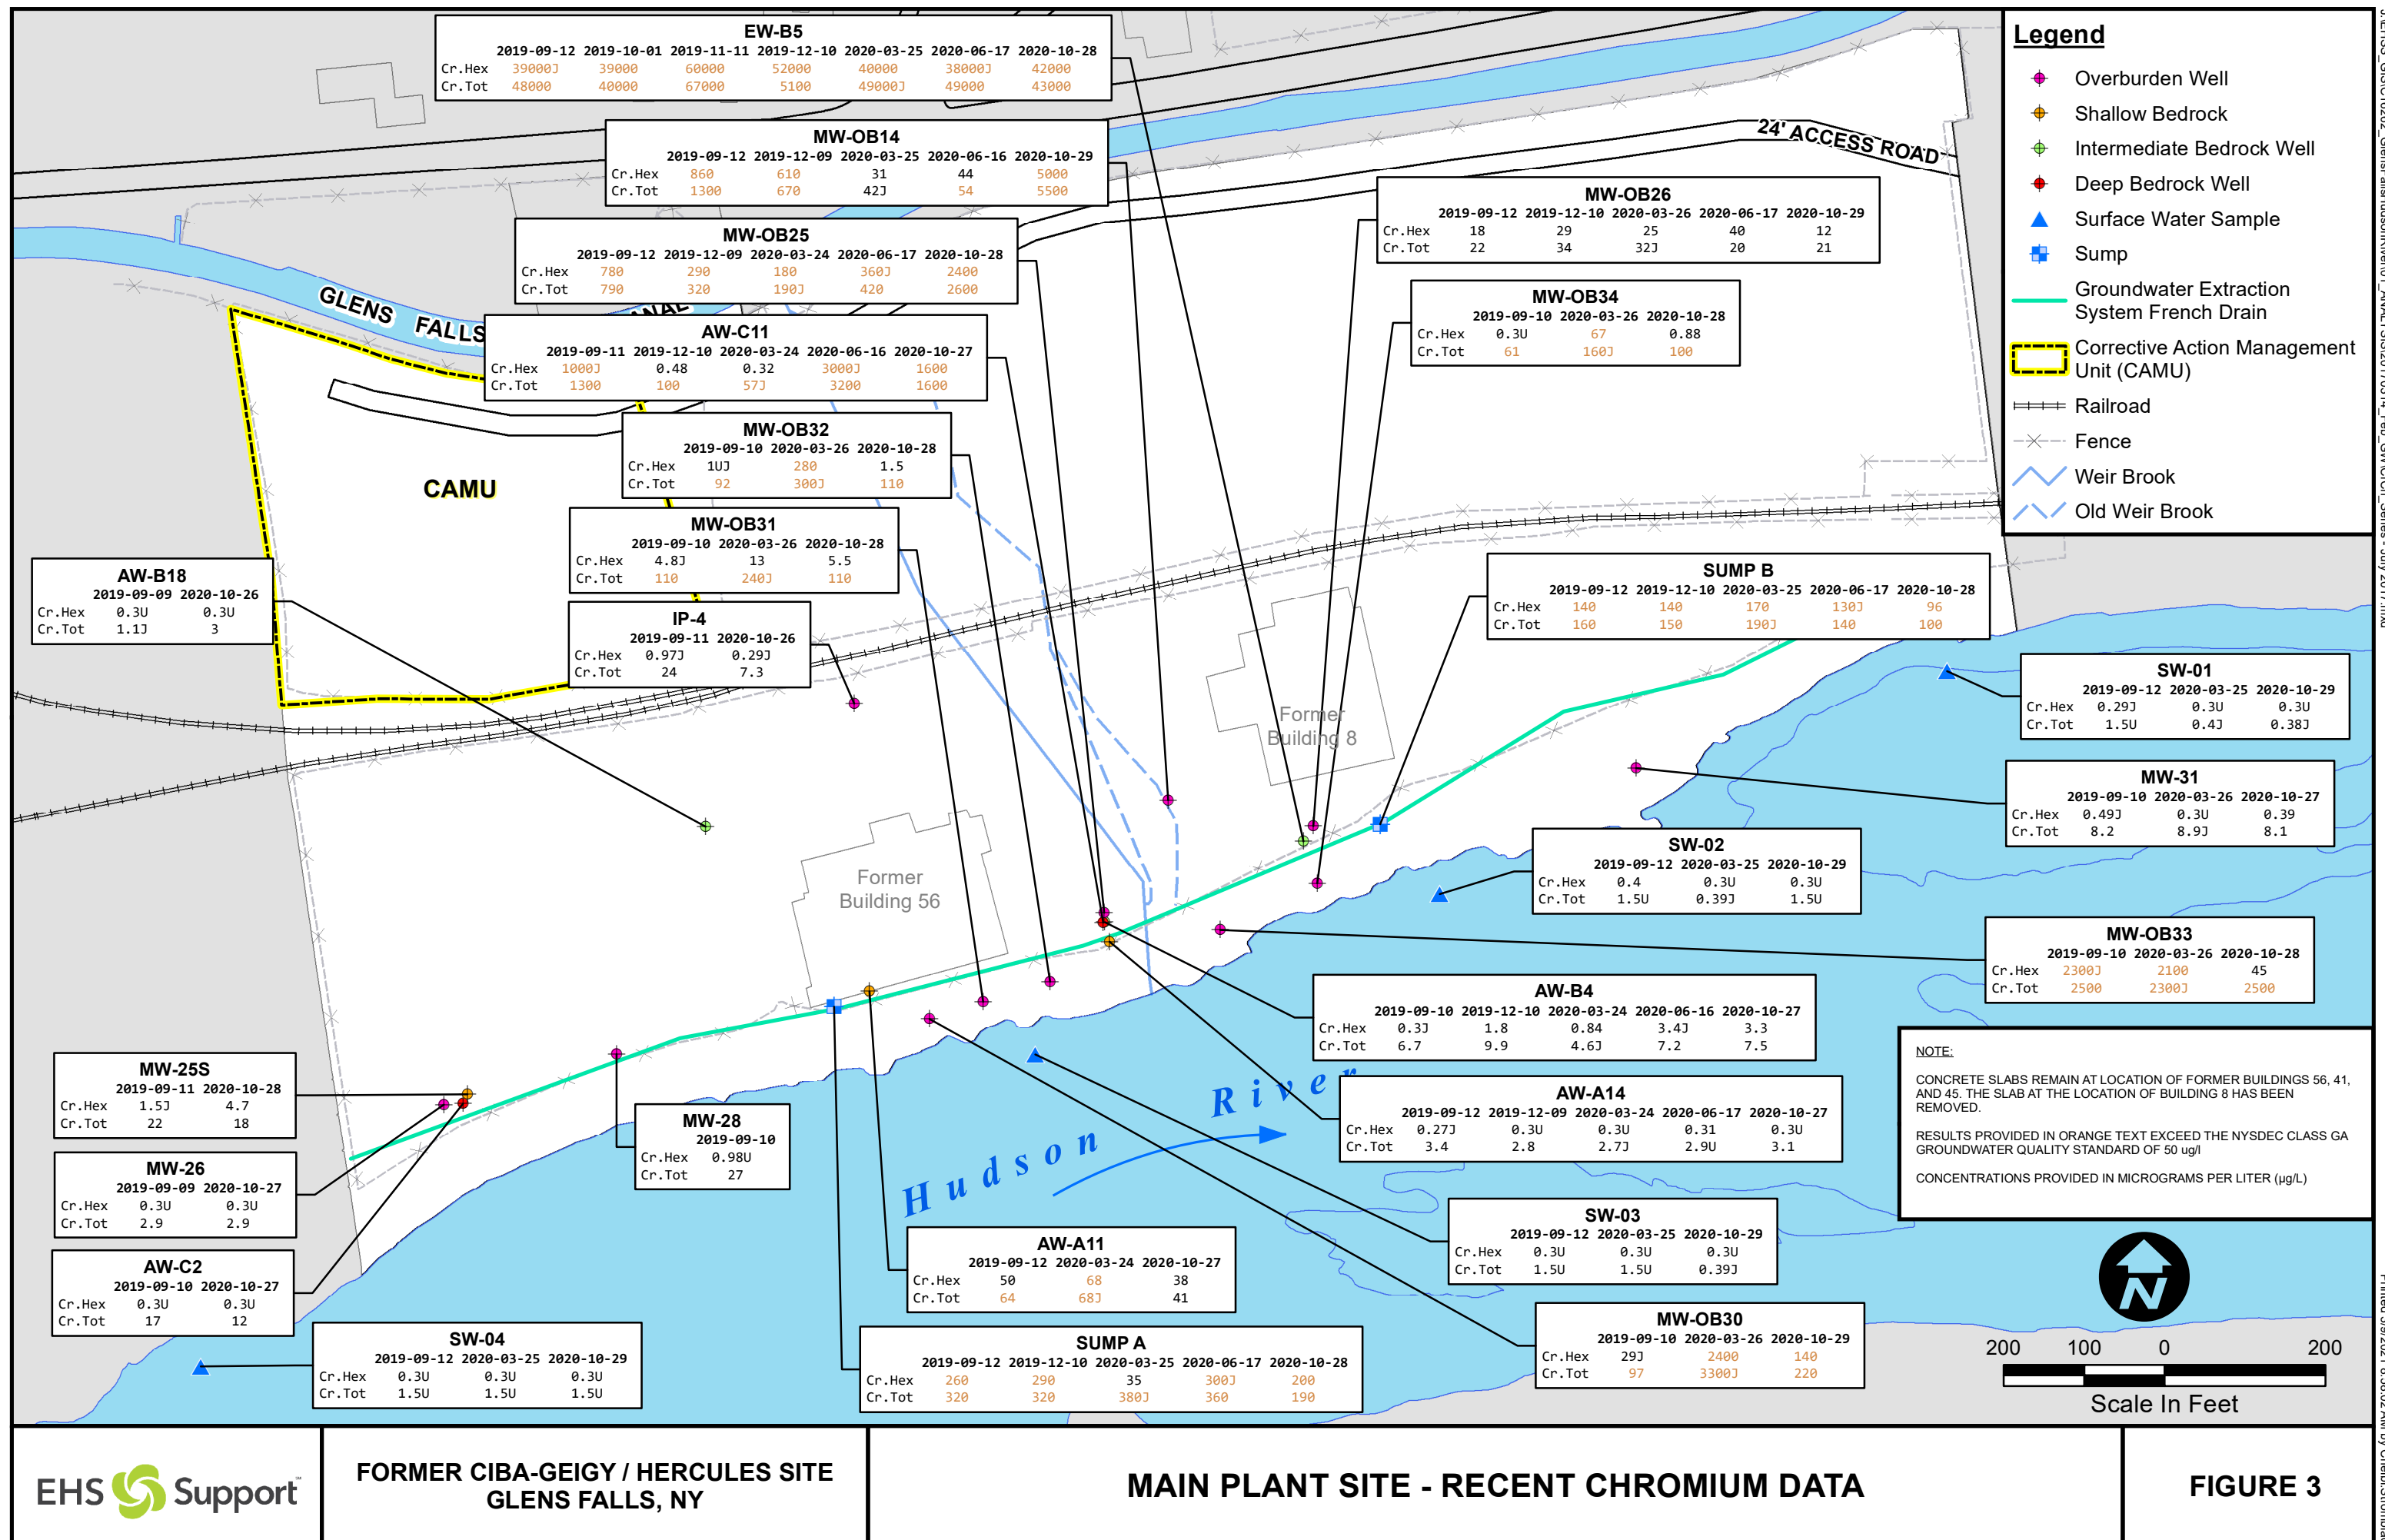 EW-B5
2019-09-12 2019-10-01 2019-11-11 2019-12-10 2020-03-25 2020-06-17 2020-10-28
Cr.Hex 39000J 39000 60000 52000 40000 38000J 42000
Cr.Tot 48000 40000 67000 5100 49000J 49000 43000
MW-OB14
2019-09-12 2019-12-09 2020-03-25 2020-06-16 2020-10-29
Cr.Hex 860 610 31 44 5000
Cr.Tot 1300 670 42J 54 5500
MW-OB25
2019-09-12 2019-12-09 2020-03-24 2020-06-17 2020-10-28
Cr.Hex 780 290 180 360J 2400
Cr.Tot 790 320 190J 420 2600
AW-C11
2019-09-11 2019-12-10 2020-03-24 2020-06-16 2020-10-27
Cr.Hex 1000J 0.48 0.32 3000J 1600
Cr.Tot 1300 100 57J 3200 1600
MW-OB32
2019-09-10 2020-03-26 2020-10-28
Cr.Hex 1UJ 280 1.5
Cr.Tot 92 300J 110
MW-OB31
2019-09-10 2020-03-26 2020-10-28
Cr.Hex 4.8J 13 5.5
Cr.Tot 110 240J 110
IP-4
2019-09-11 2020-10-26
Cr.Hex 0.97J 0.29J
Cr.Tot 24 7.3
AW-B18
2019-09-09 2020-10-26
Cr.Hex 0.3U 0.3U
Cr.Tot 1.1J 3
GLENS FALLS
CAMU
24' ACCESS ROAD
MW-OB26
2019-09-12 2019-12-10 2020-03-26 2020-06-17 2020-10-29
Cr.Hex 18 29 25 40 12
Cr.Tot 22 34 32J 20 21
MW-OB34
2019-09-10 2020-03-26 2020-10-28
Cr.Hex 0.3U 67 0.88
Cr.Tot 61 160J 100
Legend
Overburden Well
Shallow Bedrock
Intermediate Bedrock Well
Deep Bedrock Well
Surface Water Sample
Sump
Groundwater Extraction
System French Drain
Corrective Action Management
Unit (CAMU)
Railroad
Fence
Weir Brook
Old Weir Brook
SUMP B
2019-09-12 2019-12-10 2020-03-25 2020-06-17 2020-10-28
Cr.Hex 140 140 170 130J 96
Cr.Tot 160 150 190J 140 100
SW-01
2019-09-12 2020-03-25 2020-10-29
Cr.Hex 0.29J 0.3U 0.3U
Cr.Tot 1.5U 0.4J 0.38J
MW-31
2019-09-10 2020-03-26 2020-10-27
Cr.Hex 0.49J 0.3U 0.39
Cr.Tot 8.2 8.9J 8.1
Former
Building 8
SW-02
2019-09-12 2020-03-25 2020-10-29
Cr.Hex 0.4 0.3U 0.3U
Cr.Tot 1.5U 0.39J 1.5U
Former
Building 56
MW-OB33
2019-09-10 2020-03-26 2020-10-28
Cr.Hex 2300J 2100 45
Cr.Tot 2500 2300J 2500
AW-B4
2019-09-10 2019-12-10 2020-03-24 2020-06-16 2020-10-27
Cr.Hex 0.3J 1.8 0.84 3.4J 3.3
Cr.Tot 6.7 9.9 4.6J 7.2 7.5
AW-A14
2019-09-12 2019-12-09 2020-03-24 2020-06-17 2020-10-27
Cr.Hex 0.27J 0.3U 0.3U 0.31 0.3U
Cr.Tot 3.4 2.8 2.7J 2.9U 3.1
NOTE:
CONCRETE SLABS REMAIN AT LOCATION OF FORMER BUILDINGS 56, 41,
AND 45. THE SLAB AT THE LOCATION OF BUILDING 8 HAS BEEN
REMOVED.
RESULTS PROVIDED IN ORANGE TEXT EXCEED THE NYSDEC CLASS GA
GROUNDWATER QUALITY STANDARD OF 50 ug/l
CONCENTRATIONS PROVIDED IN MICROGRAMS PER LITER (µg/L)
MW-25S
2019-09-11 2020-10-28
Cr.Hex 1.5J 4.7
Cr.Tot 22 18
MW-26
2019-09-09 2020-10-27
Cr.Hex 0.3U 0.3U
Cr.Tot 2.9 2.9
AW-C2
2019-09-10 2020-10-27
Cr.Hex 0.3U 0.3U
Cr.Tot 17 12
MW-28
2019-09-10
Cr.Hex 0.98U
Cr.Tot 27
Hudson River
SW-03
2019-09-12 2020-03-25 2020-10-29
Cr.Hex 0.3U 0.3U 0.3U
Cr.Tot 1.5U 1.5U 0.39J
AW-A11
2019-09-12 2020-03-24 2020-10-27
Cr.Hex 50 68 38
Cr.Tot 64 68J 41
MW-OB30
2019-09-10 2020-03-26 2020-10-29
Cr.Hex 29J 2400 140
Cr.Tot 97 3300J 220
SW-04
2019-09-12 2020-03-25 2020-10-29
Cr.Hex 0.3U 0.3U 0.3U
Cr.Tot 1.5U 1.5U 1.5U
SUMP A
2019-09-12 2019-12-10 2020-03-25 2020-06-17 2020-10-28
Cr.Hex 260 290 35 300J 200
Cr.Tot 320 320 380J 360 190
N
200 100 0 200
Scale In Feet
EHS Support
FORMER CIBA-GEIGY / HERCULES SITE
GLENS FALLS, NY
MAIN PLANT SITE - RECENT CHROMIUM DATA
FIGURE 3